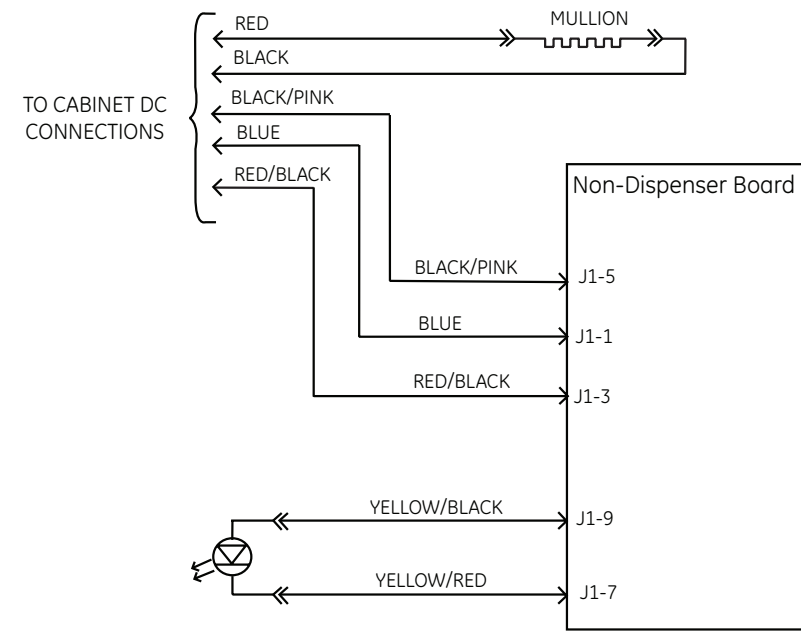 MULLION
RED
BLACK
BLACK/PINK
BLUE
RED/BLACK
TO CABINET DC
CONNECTIONS
Non-Dispenser Board
BLACK/PINK
J1-5
BLUE
J1-1
RED/BLACK
J1-3
YELLOW/BLACK
J1-9
YELLOW/RED
J1-7